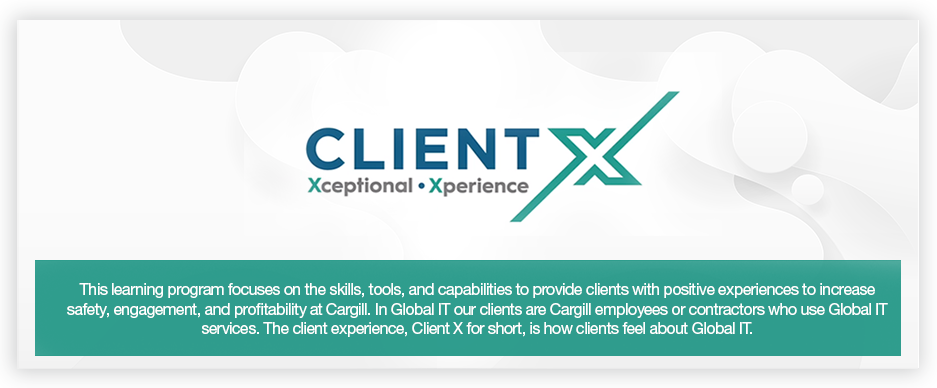 CLIENT X
Xceptional • Xperience
This learning program focuses on the skills, tools, and capabilities to provide clients with positive experiences to increase
safety, engagement, and profitability at Cargill. In Global IT our clients are Cargill employees or contractors who use Global IT
services. The client experience, Client X for short, is how clients feel about Global IT.